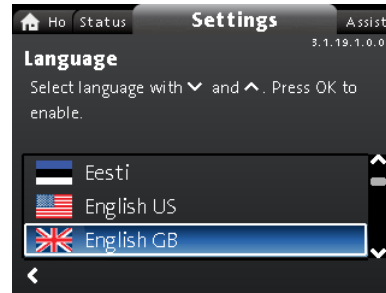 Ho Status Settings Assist
3.1.19.1.0.0
Language
Select language with and . Press OK to
enable.
Eesti
English US
English GB